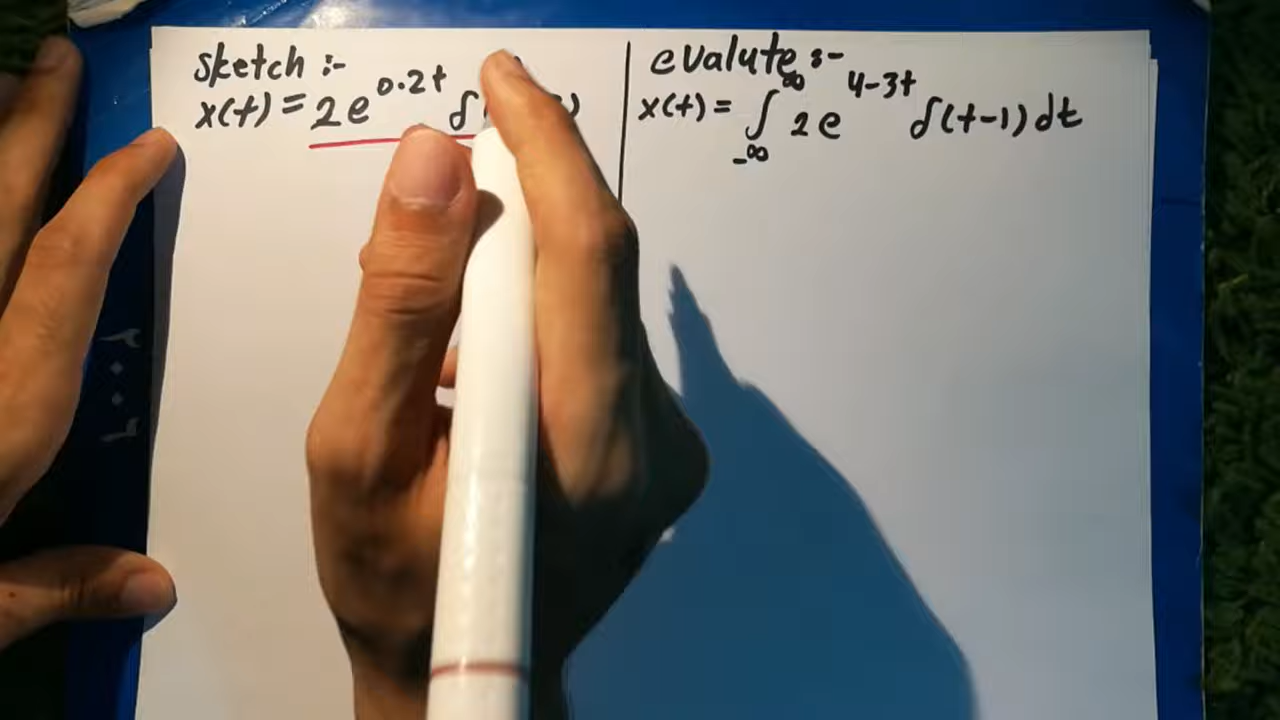 sketch :-
x(t) = 2e^0.2t δ( )
evalute :-
x(t) = ∫_-∞^∞ 2e^4-3t δ(t-1) dt